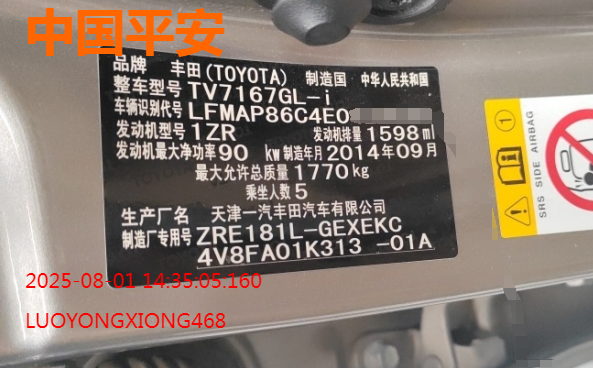 中国平安
品牌 丰田(TOYOTA) 制造国 中华人民共和国
整车型号 TV7167GL-i
车辆识别代号 LFMAP86C4E0
发动机型号 1ZR 发动机排量 1598ml
发动机最大净功率 90 kw 制造年月 2014年09月
最大允许总质量 1770kg
乘坐人数 5
生产厂名 天津一汽丰田汽车有限公司
制造厂专用号 ZRE181L-GEXEKC
4V8FA01K313 -01A
SRS SIDE AIRBAG
2025-08-01 14:35:05.160
LUOYONGXIONG468